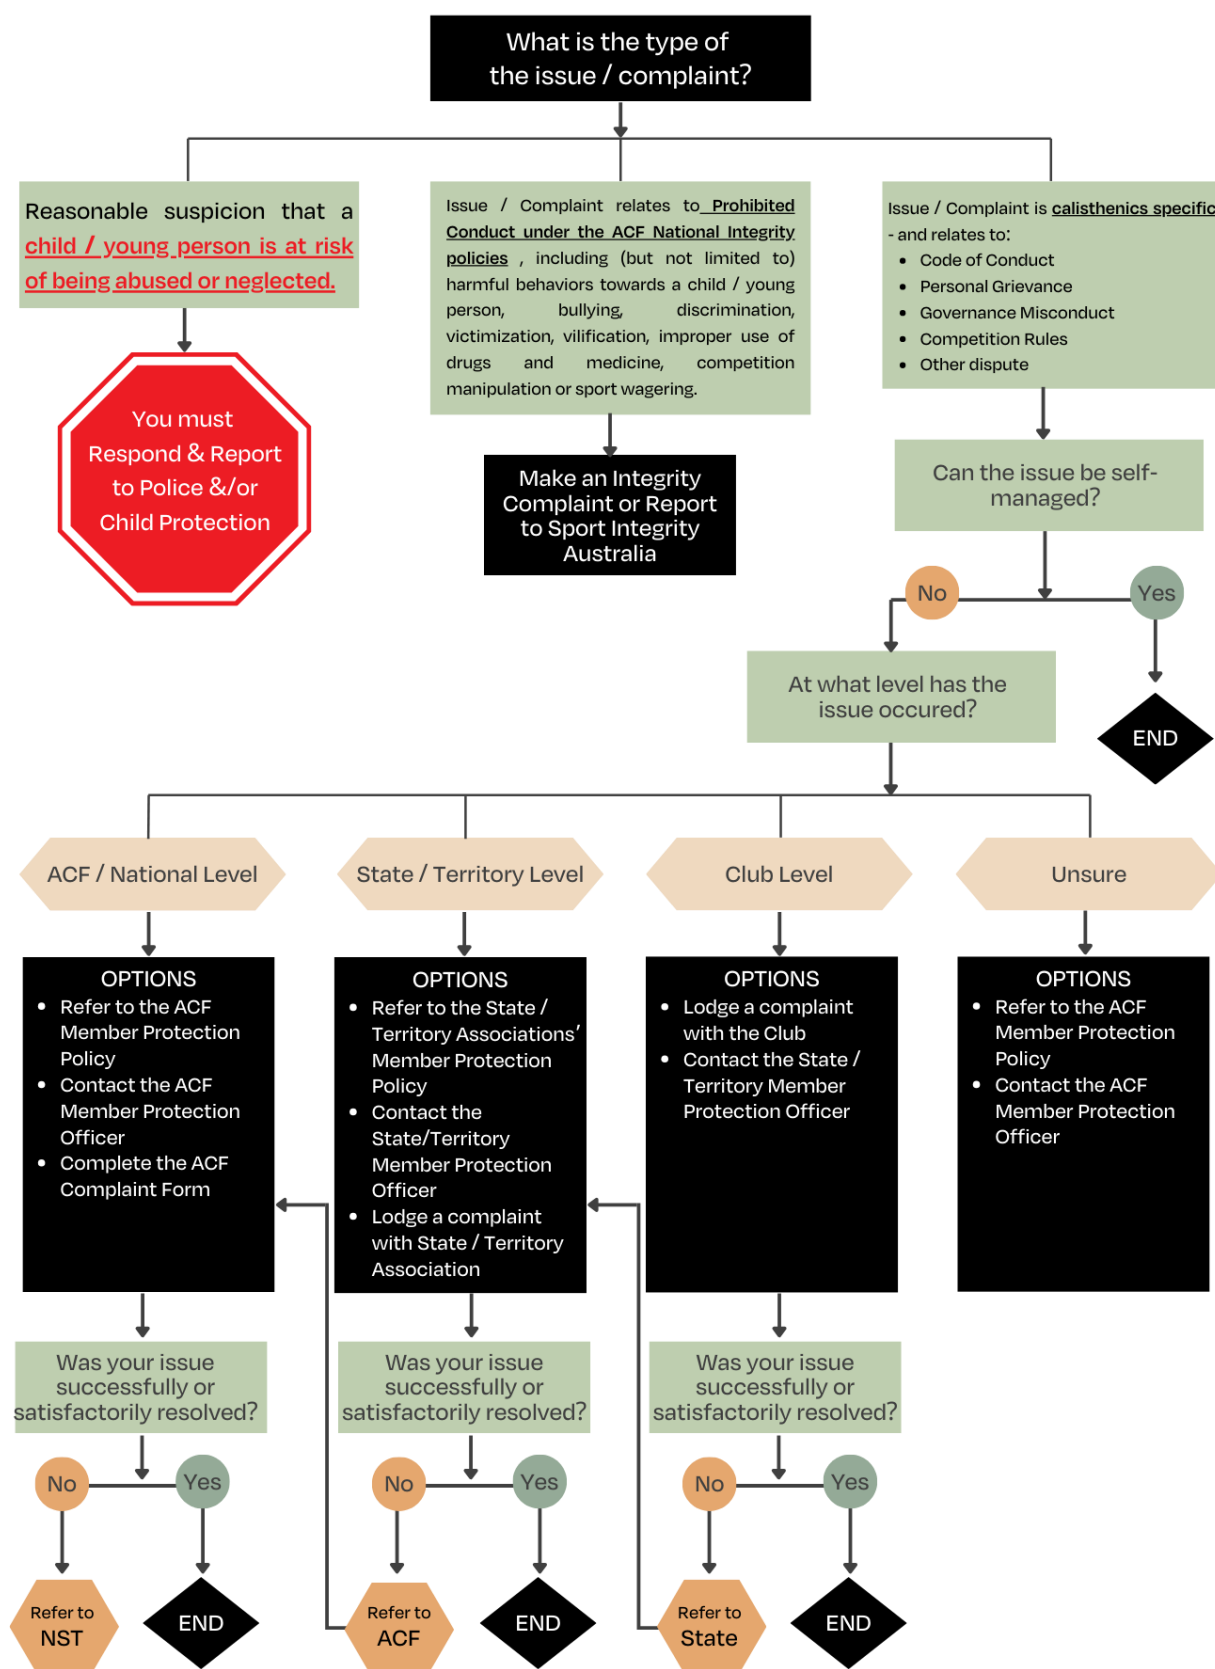 What is the type of
the issue / complaint?
Reasonable suspicion that a
child / young person is at risk
of being abused or neglected.
Issue / Complaint relates to Prohibited
Conduct under the ACF National Integrity
policies , including (but not limited to)
harmful behaviors towards a child / young
person, bullying, discrimination,
victimization, vilification, improper use of
drugs and medicine, competition
manipulation or sport wagering.
Issue / Complaint is calisthenics specific
- and relates to:
• Code of Conduct
• Personal Grievance
• Governance Misconduct
• Competition Rules
• Other dispute
You must
Respond & Report
to Police &/or
Child Protection
Make an Integrity
Complaint or Report
to Sport Integrity
Australia
Can the issue be self-
managed?
No
Yes
At what level has the
issue occured?
END
ACF / National Level
State / Territory Level
Club Level
Unsure
OPTIONS
• Refer to the ACF
Member Protection
Policy
• Contact the ACF
Member Protection
Officer
• Complete the ACF
Complaint Form
OPTIONS
• Refer to the State /
Territory Associations’
Member Protection
Policy
• Contact the
State/Territory
Member Protection
Officer
• Lodge a complaint
with State / Territory
Association
OPTIONS
• Lodge a complaint
with the Club
• Contact the State /
Territory Member
Protection Officer
OPTIONS
• Refer to the ACF
Member Protection
Policy
• Contact the ACF
Member Protection
Officer
Was your issue
successfully or
satisfactorily resolved?
Was your issue
successfully or
satisfactorily resolved?
Was your issue
successfully or
satisfactorily resolved?
No
Yes
No
Yes
No
Yes
Refer to
NST
END
Refer to
ACF
END
Refer to
State
END